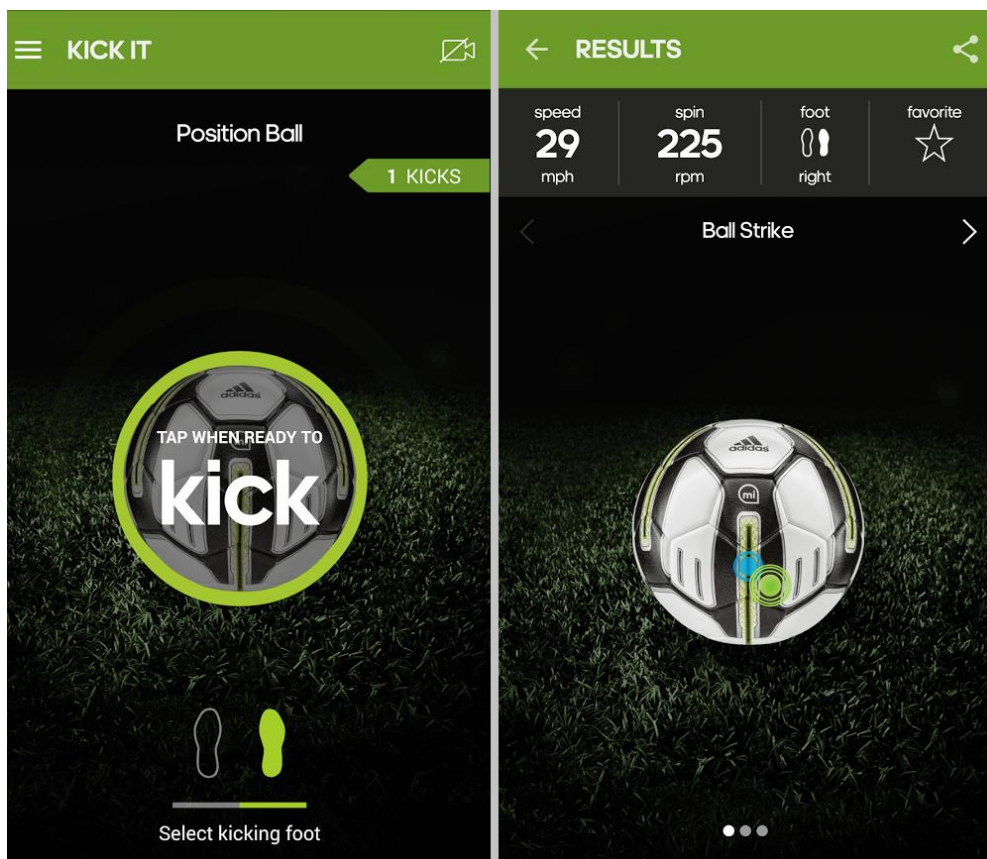 KICK IT
Position Ball
1 KICKS
adidas
TAP WHEN READY TO
kick
Select kicking foot
RESULTS
speed
29
mph
spin
225
rpm
foot
right
favorite
Ball Strike
adidas
mi